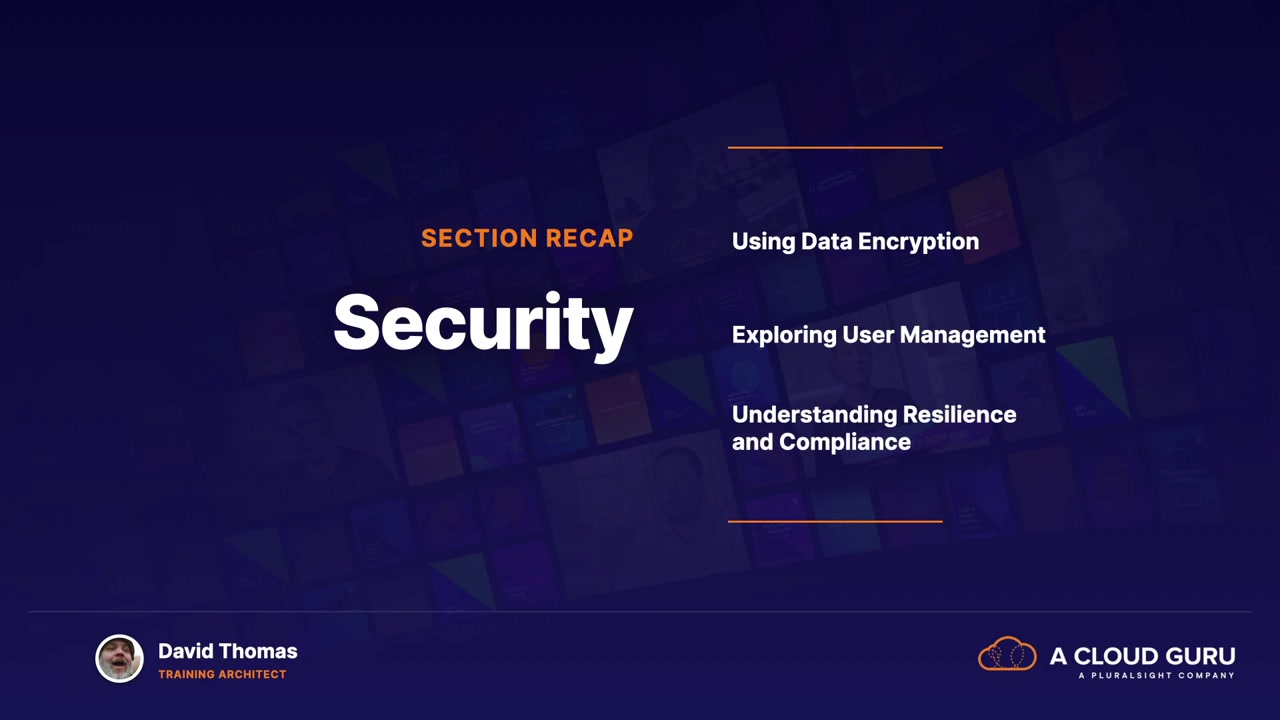 SECTION RECAP
Security
Using Data Encryption
Exploring User Management
Understanding Resilience
and Compliance
David Thomas
TRAINING ARCHITECT
A CLOUD GURU
A PLURALSIGHT COMPANY